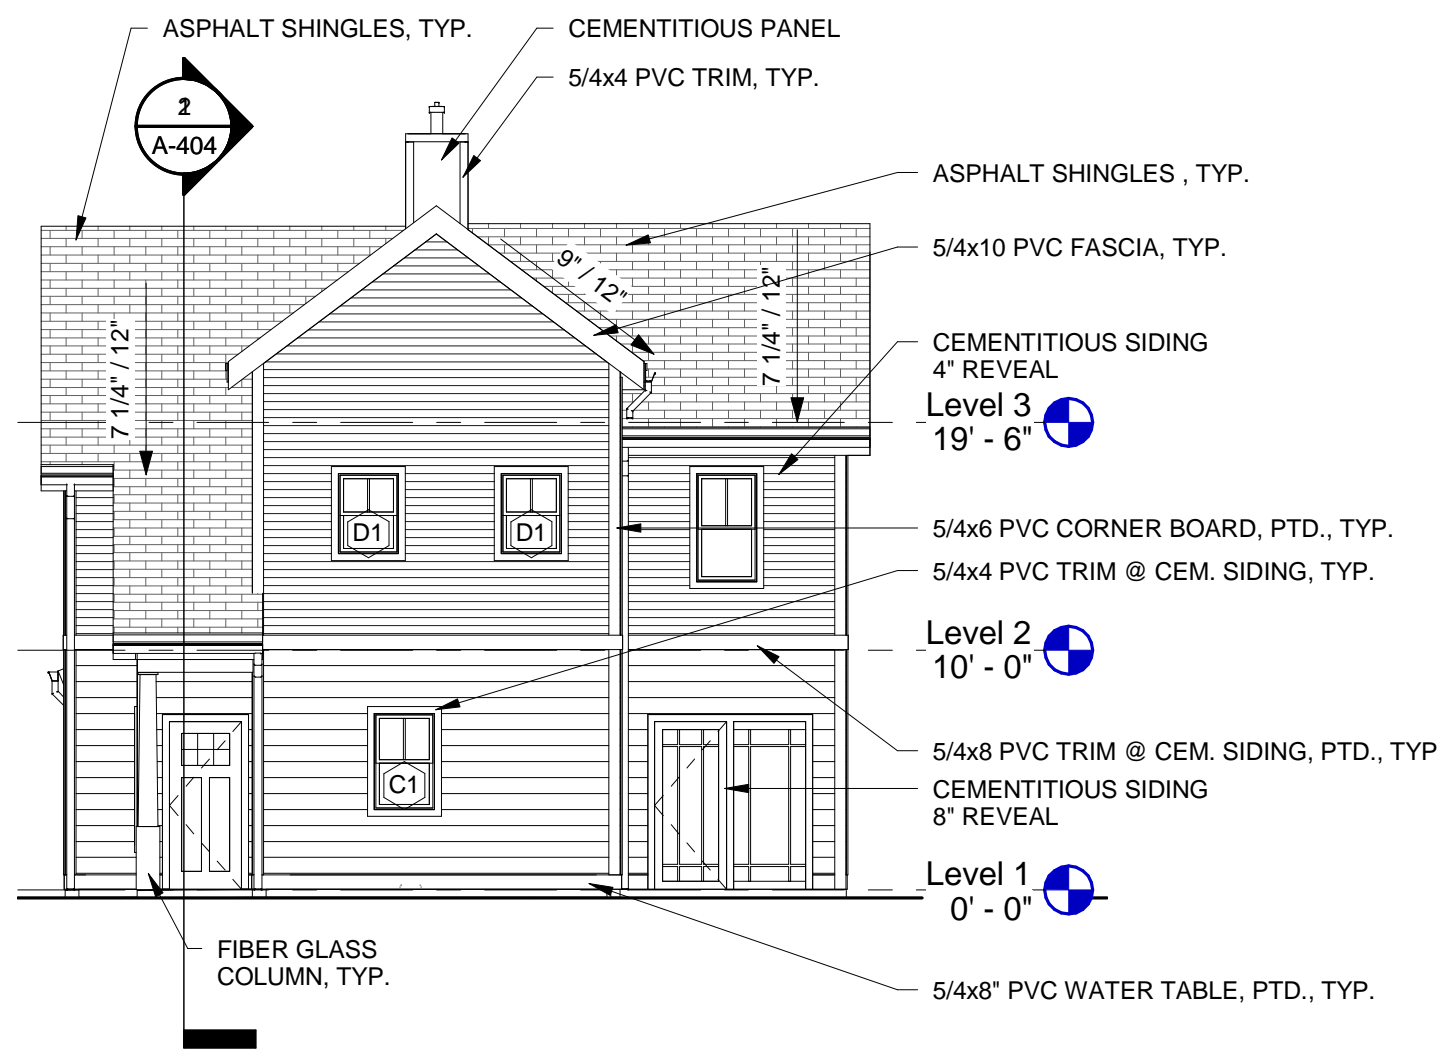 ASPHALT SHINGLES, TYP.
CEMENTITIOUS PANEL
5/4x4 PVC TRIM, TYP.
A-404
ASPHALT SHINGLES , TYP.
5/4x10 PVC FASCIA, TYP.
9" / 12"
7 1/4" / 12"
7 1/4" / 12"
CEMENTITIOUS SIDING
4" REVEAL
Level 3
19' - 6"
D1
D1
5/4x6 PVC CORNER BOARD, PTD., TYP.
5/4x4 PVC TRIM @ CEM. SIDING, TYP.
Level 2
10' - 0"
5/4x8 PVC TRIM @ CEM. SIDING, PTD., TYP
C1
CEMENTITIOUS SIDING
8" REVEAL
Level 1
0' - 0"
FIBER GLASS
COLUMN, TYP.
5/4x8" PVC WATER TABLE, PTD., TYP.